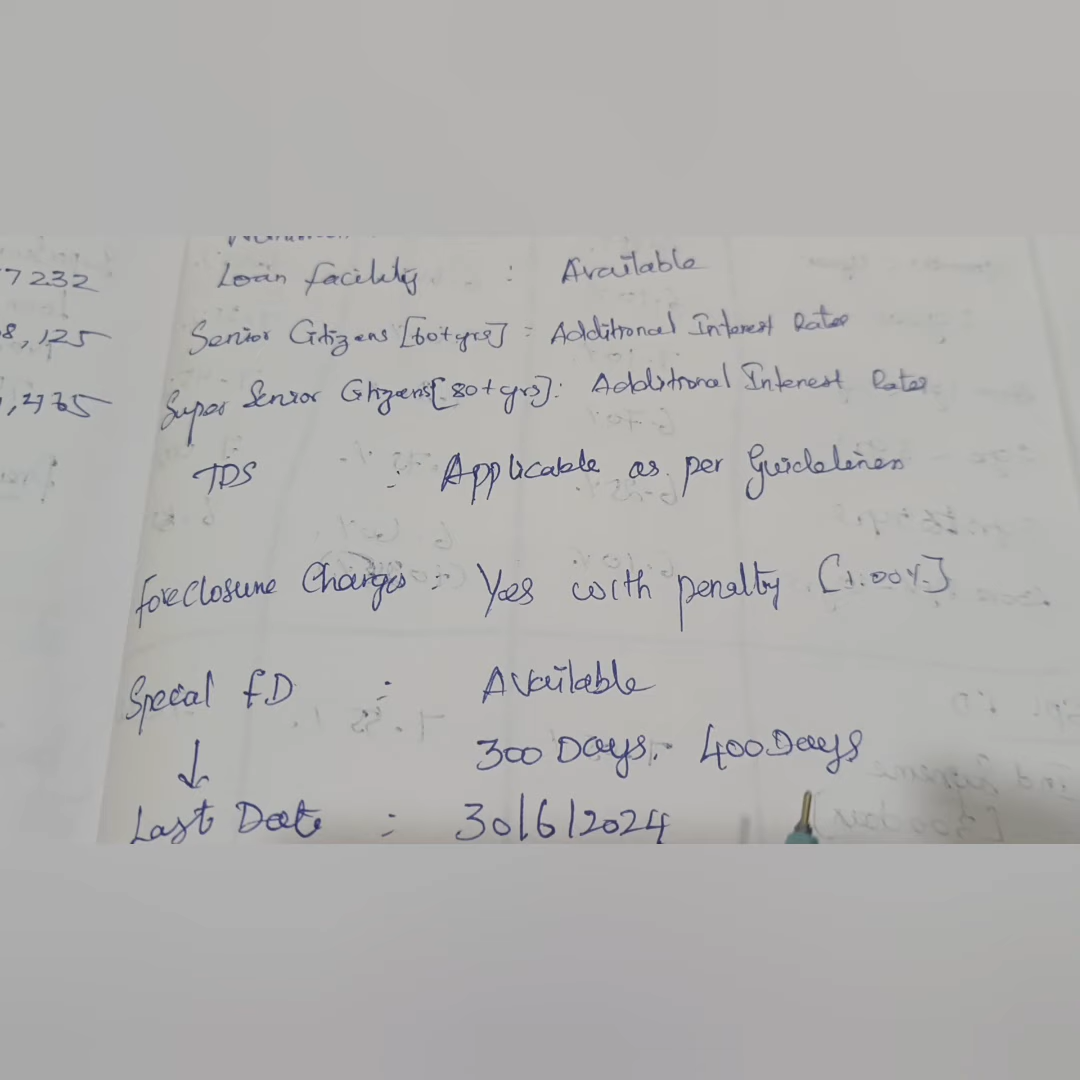 7232
Loan facility : Available
8,125
Senior Citizens [60+yrs] : Additional Interest Rates
Super Senior Citizens [80+yrs] : Additional Interest Rates
TDS : Applicable as per Guidelines
Foreclosure Charges : Yes with penalty [1.00%]
Special FD : Available
↓ 300 Days, 400 Days
Last Date : 30/6/2024